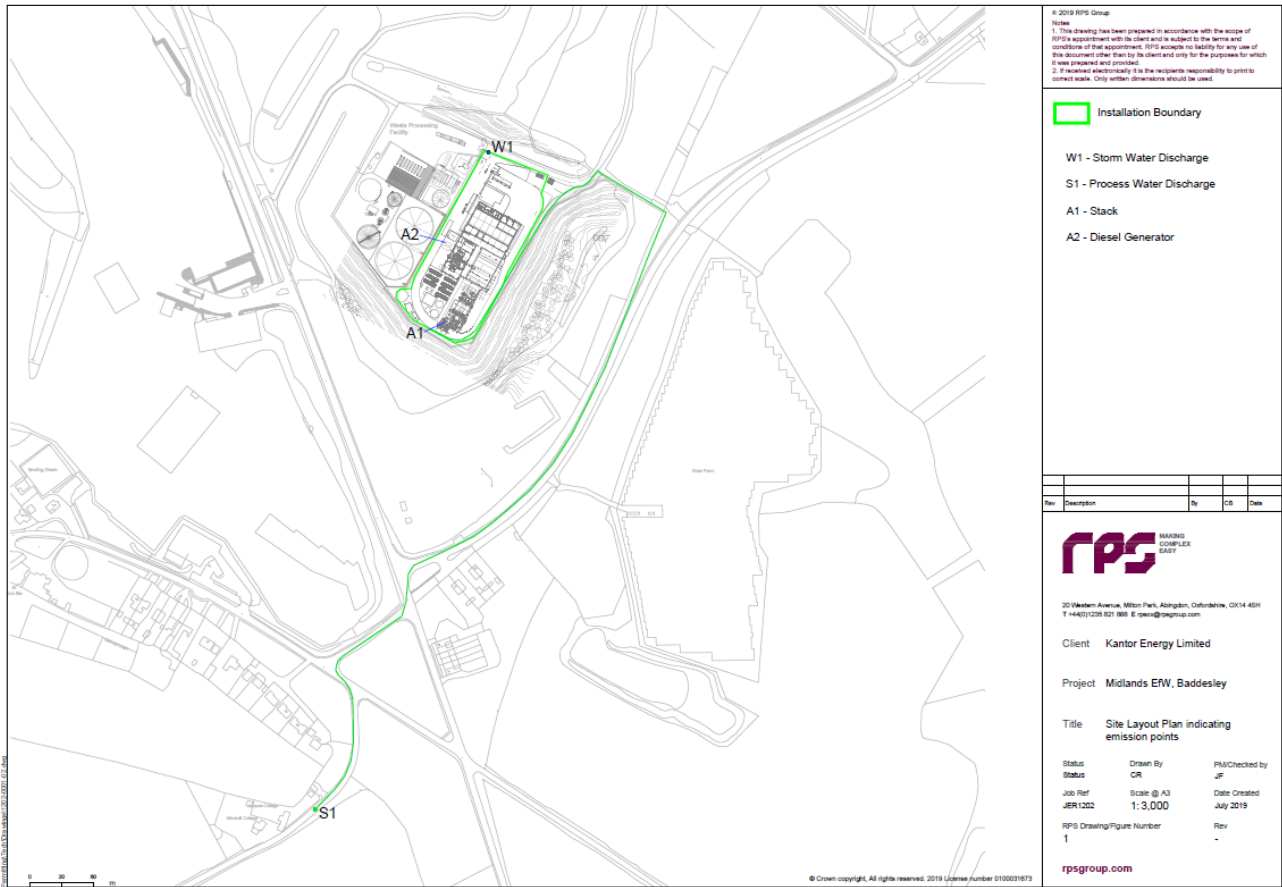 © 2019 RPS Group
Notes
1. This drawing has been prepared in accordance with the scope of
RPS's appointment with its client and is subject to the terms and
conditions of that appointment. RPS accepts no liability for any use of
this document other than by its client and only for the purposes for which
it was prepared and provided.
2. If received electronically it is the recipients responsibility to print to
correct scale. Only written dimensions should be used.
Installation Boundary
W1 - Storm Water Discharge
S1 - Process Water Discharge
A1 - Stack
A2 - Diesel Generator
Waste Processing
Facility
W1
A2
A1
Bowling Green
S1
0 30 60 m
© Crown copyright, All rights reserved. 2019 License number 0100031673
Rev Description By CB Date
rps MAKING
COMPLEX
EASY
20 Western Avenue, Milton Park, Abingdon, Oxfordshire, OX14 4SH
T +44(0)1235 821 888 E rpsox@rpsgroup.com
Client Kantor Energy Limited
Project Midlands EfW, Baddesley
Title Site Layout Plan indicating
emission points
Status Drawn By PM/Checked by
Status CR JF
Job Ref Scale @ A3 Date Created
JER1202 1: 3,000 July 2019
RPS Drawing/Figure Number Rev
1 -
rpsgroup.com